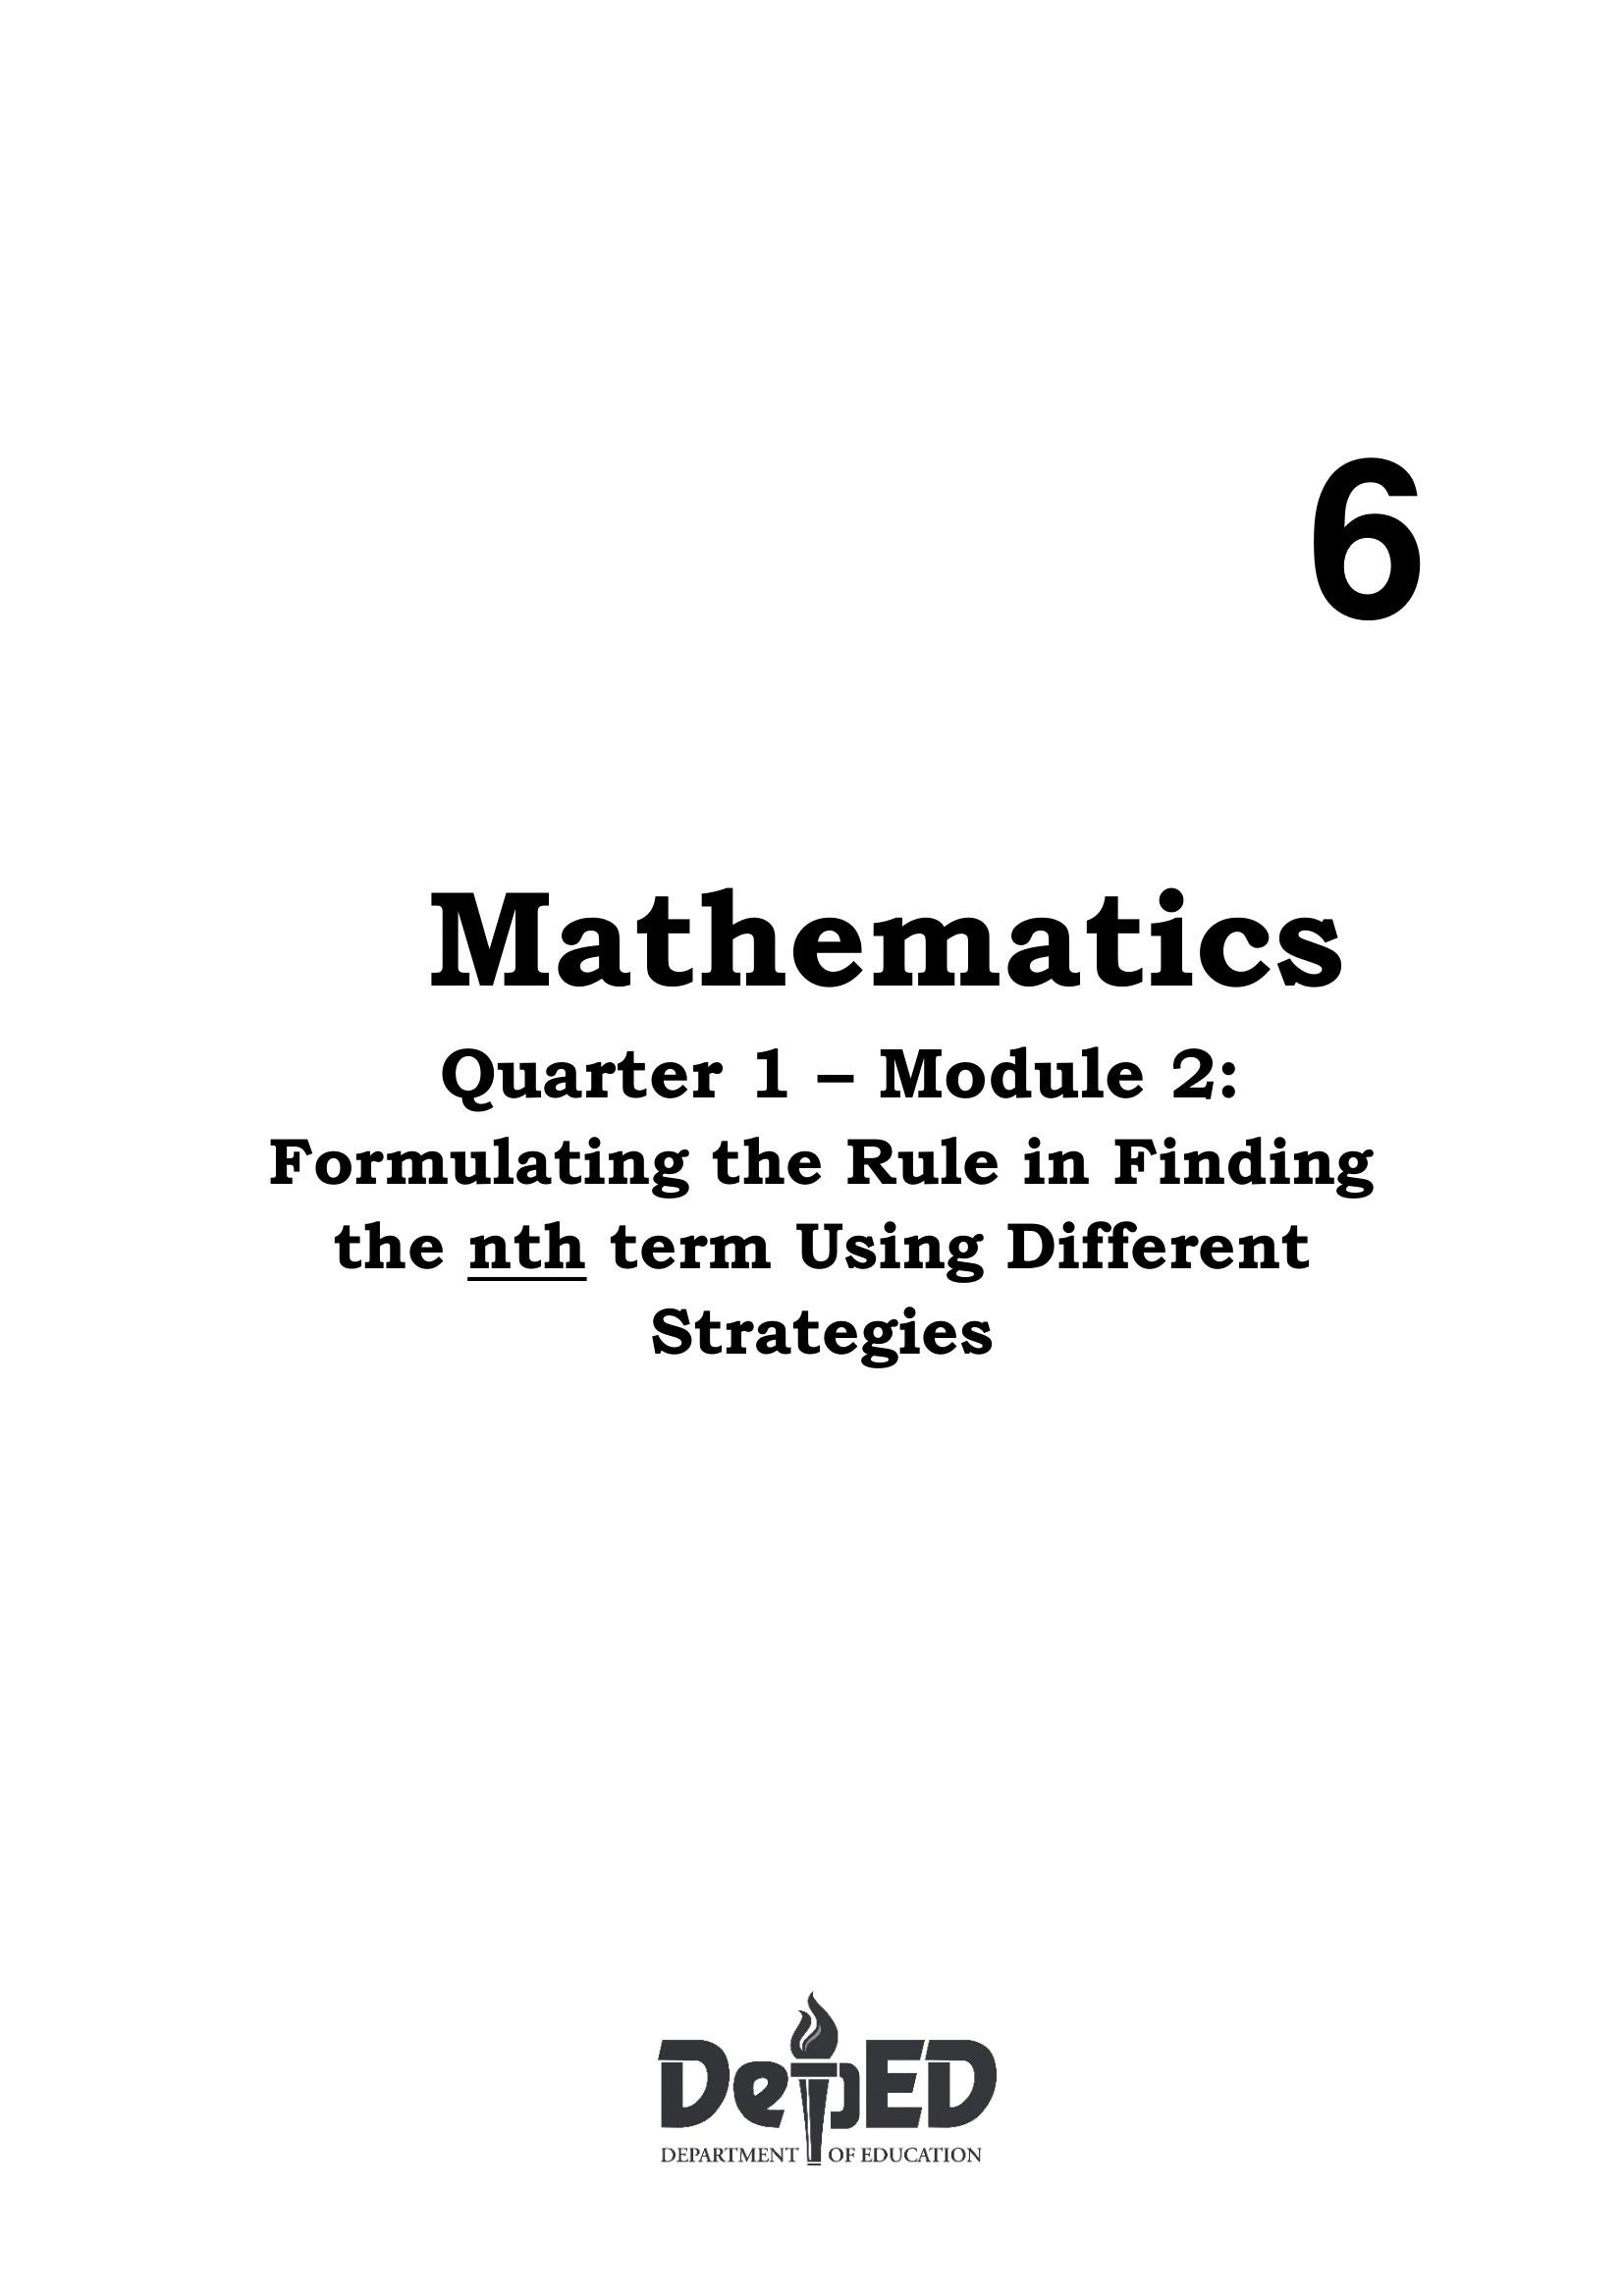 6
Mathematics
Quarter 1 – Module 2:
Formulating the Rule in Finding
the nth term Using Different
Strategies
DepED
DEPARTMENT OF EDUCATION